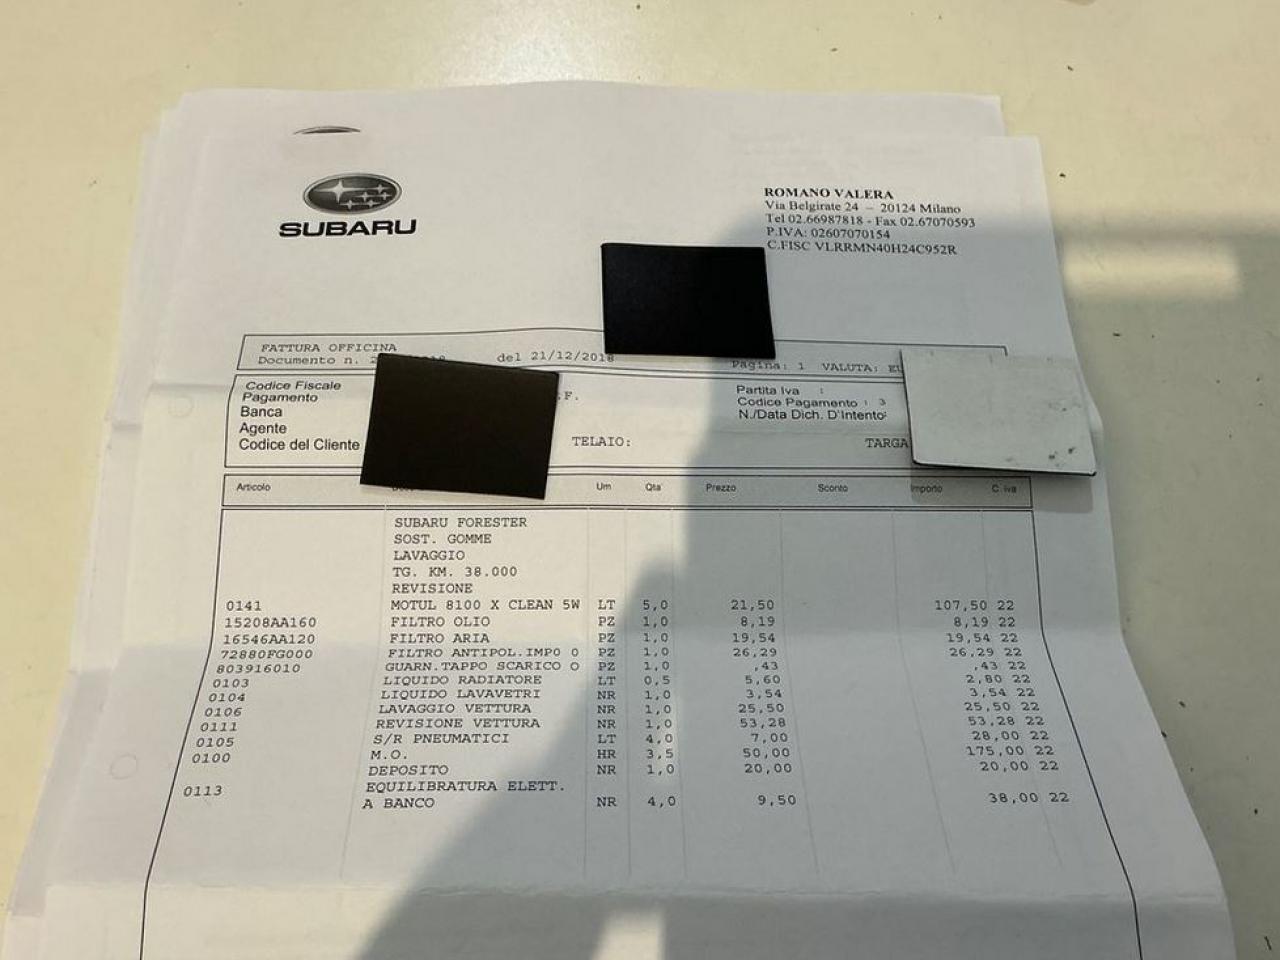 SUBARU
ROMANO VALERA
Via Belgirate 24 – 20124 Milano
Tel 02.66987818 - Fax 02.67070593
P.IVA: 02607070154
C.FISC VLRRMN40H24C952R
FATTURA OFFICINA
Documento n. del 21/12/2018 Pagina: 1 VALUTA:
Codice Fiscale .F. Partita Iva :
Pagamento Codice Pagamento : 3
Banca N./Data Dich. D'Intento:
Agente
Codice del Cliente TELAIO: TARGA
Articolo Um Qta' Prezzo Sconto Importo C. iva
SUBARU FORESTER
SOST. GOMME
LAVAGGIO
TG. KM. 38.000
REVISIONE
0141 MOTUL 8100 X CLEAN 5W LT 5,0 21,50 107,50 22
15208AA160 FILTRO OLIO PZ 1,0 8,19 8,19 22
16546AA120 FILTRO ARIA PZ 1,0 19,54 19,54 22
72880FG000 FILTRO ANTIPOL.IMP0 0 PZ 1,0 26,29 26,29 22
803916010 GUARN.TAPPO SCARICO O PZ 1,0 ,43 ,43 22
0103 LIQUIDO RADIATORE LT 0,5 5,60 2,80 22
0104 LIQUIDO LAVAVETRI NR 1,0 3,54 3,54 22
0106 LAVAGGIO VETTURA NR 1,0 25,50 25,50 22
0111 REVISIONE VETTURA NR 1,0 53,28 53,28 22
0105 S/R PNEUMATICI LT 4,0 7,00 28,00 22
0100 M.O. HR 3,5 50,00 175,00 22
DEPOSITO NR 1,0 20,00 20,00 22
0113 EQUILIBRATURA ELETT.
A BANCO NR 4,0 9,50 38,00 22